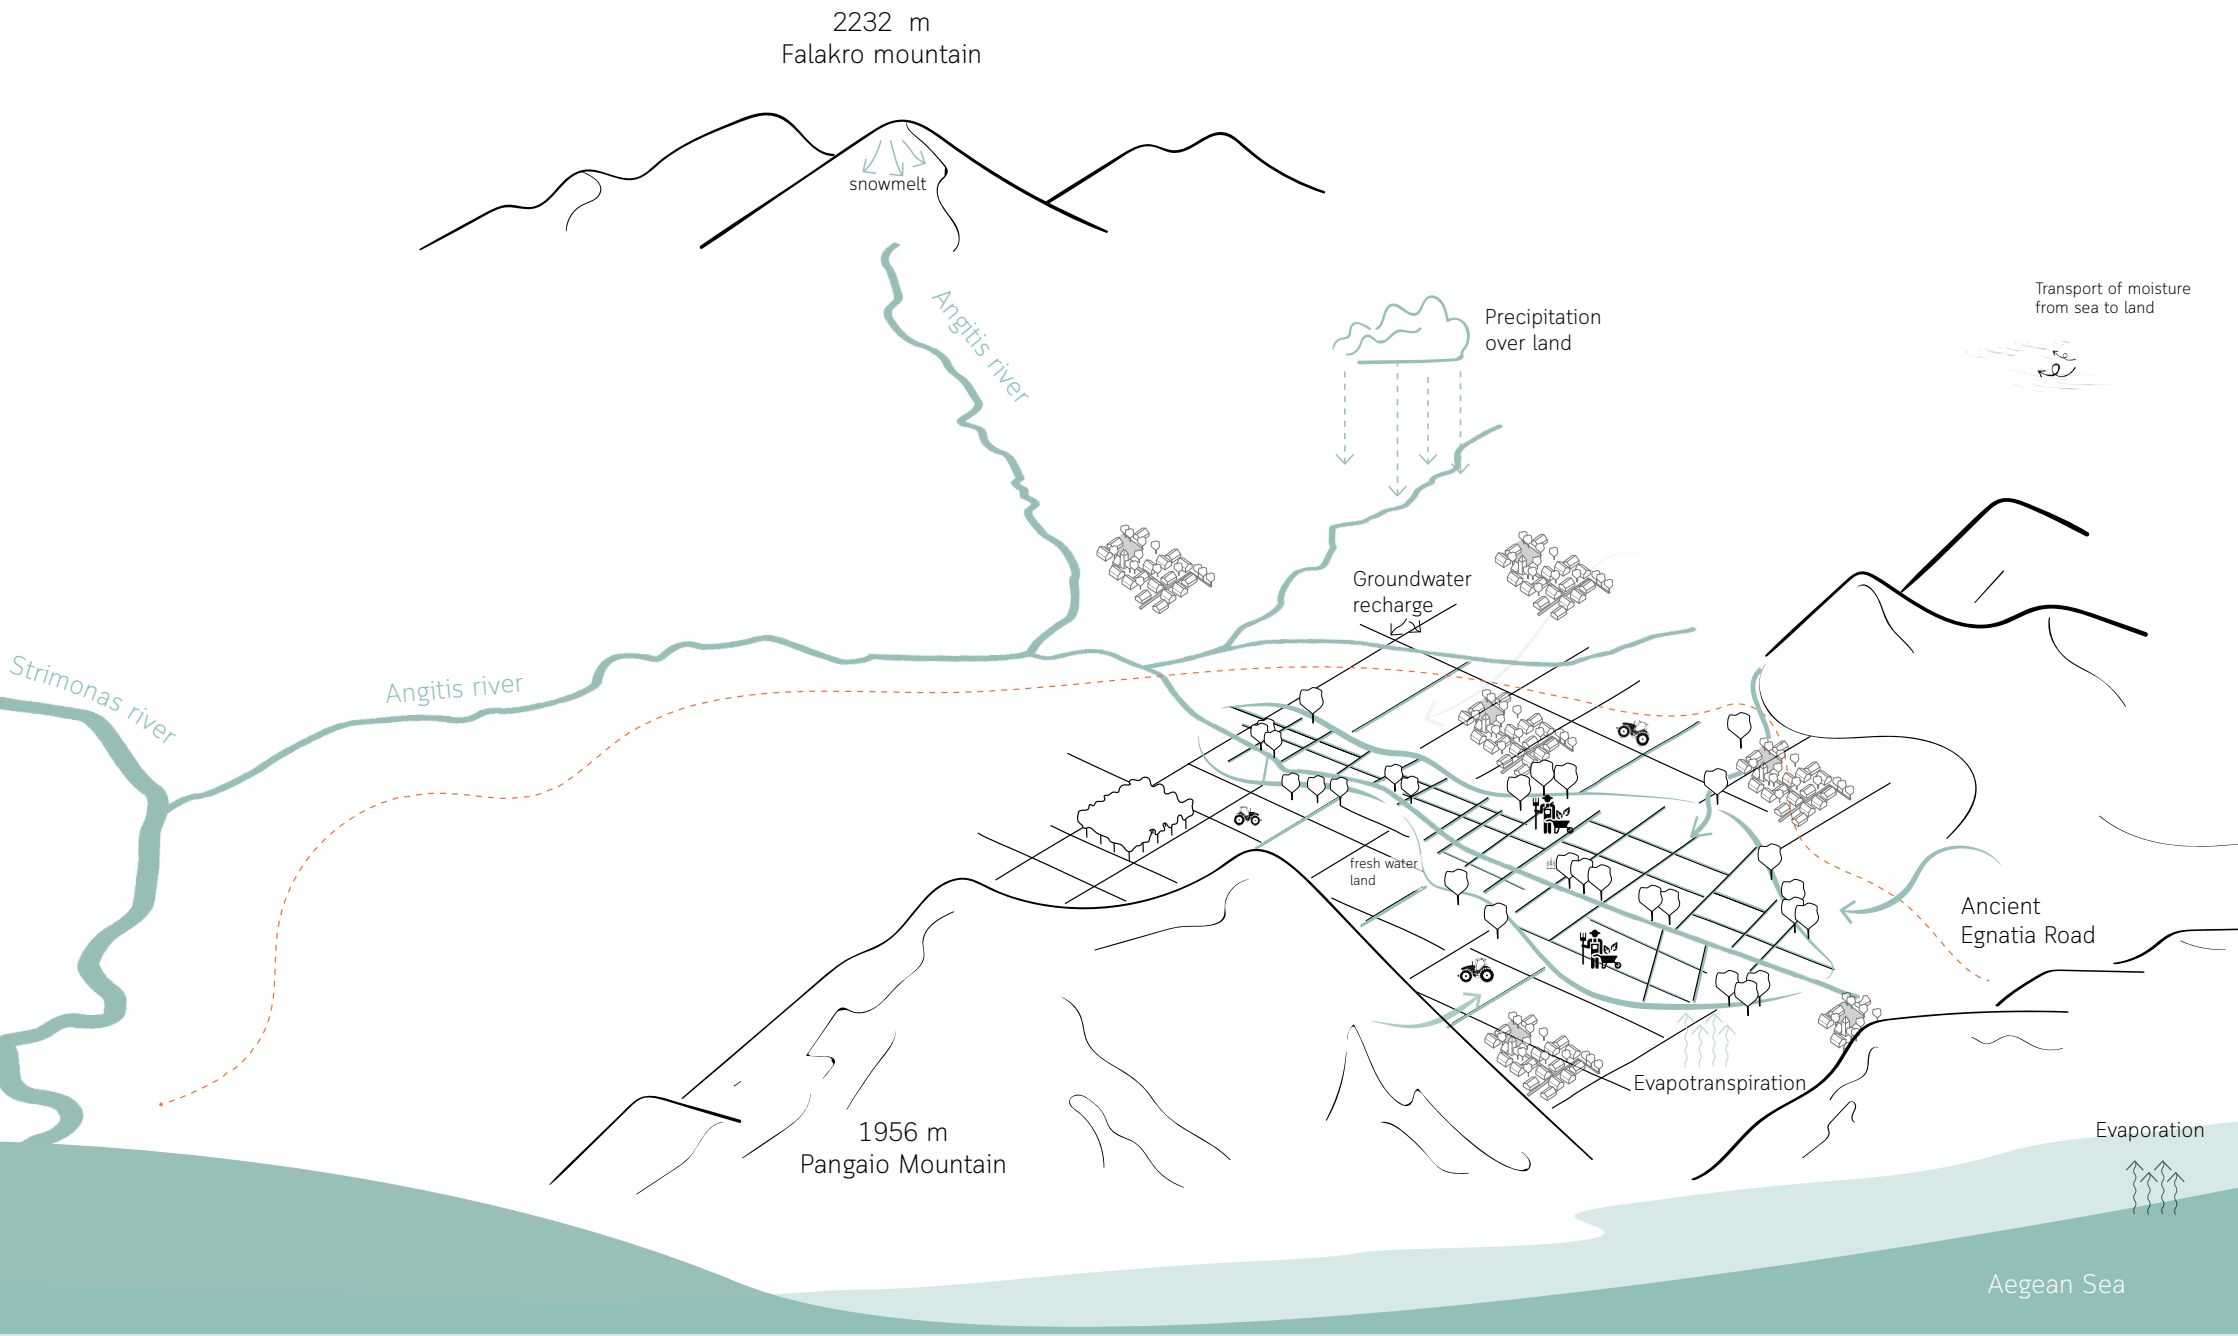 2232 m
Falakro mountain
snowmelt
Angitis river
Transport of moisture
from sea to land
Precipitation
over land
Groundwater
recharge
Strimonas river
Angitis river
fresh water
land
Ancient
Egnatia Road
Evapotranspiration
1956 m
Pangaio Mountain
Evaporation
Aegean Sea